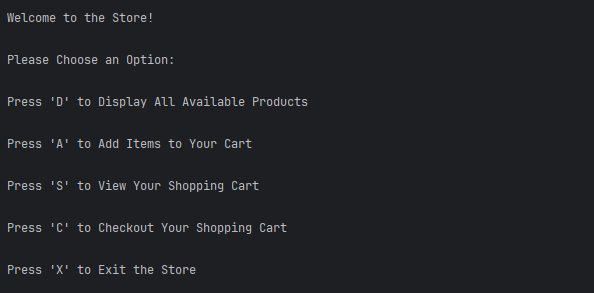 Welcome to the Store!
Please Choose an Option:
Press 'D' to Display All Available Products
Press 'A' to Add Items to Your Cart
Press 'S' to View Your Shopping Cart
Press 'C' to Checkout Your Shopping Cart
Press 'X' to Exit the Store